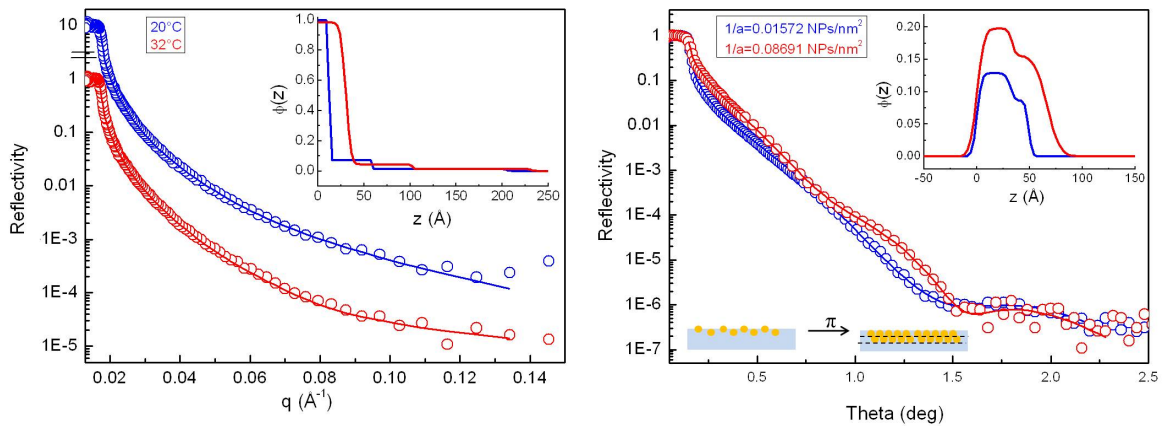 10
1
0.1
0.01
1E-3
1E-4
1E-5
Reflectivity
0.02 0.04 0.06 0.08 0.10 0.12 0.14
q (Å⁻¹)
20°C
32°C
1.0
0.8
0.6
0.4
0.2
0.0
ϕ(z)
0 50 100 150 200 250
z (Å)
1
0.1
0.01
1E-3
1E-4
1E-5
1E-6
1E-7
Reflectivity
0.5 1.0 1.5 2.0 2.5
Theta (deg)
1/a=0.01572 NPs/nm²
1/a=0.08691 NPs/nm²
0.20
0.15
0.10
0.05
0.00
ϕ(z)
-50 0 50 100 150
z (Å)
π